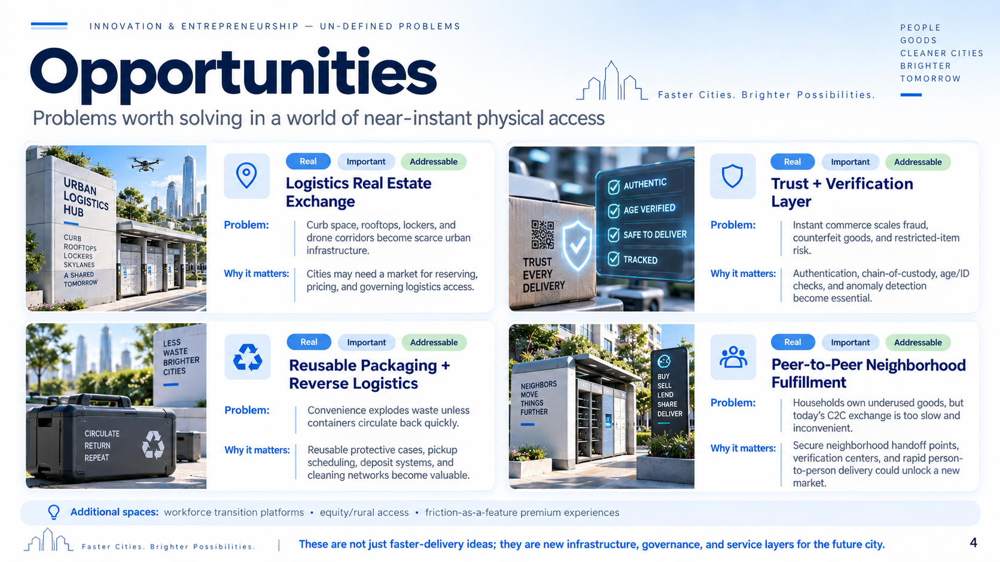 INNOVATION & ENTREPRENEURSHIP — UN-DEFINED PROBLEMS
Opportunities
Problems worth solving in a world of near-instant physical access
Faster Cities. Brighter Possibilities.
PEOPLE
GOODS
CLEANER CITIES
BRIGHTER
TOMORROW
URBAN
LOGISTICS
HUB
CURB
ROOFTOPS
LOCKERS
SKYLANES
A SHARED
TOMORROW
Real Important Addressable
Logistics Real Estate
Exchange
Problem:
Curb space, rooftops, lockers, and
drone corridors become scarce urban
infrastructure.
Why it matters:
Cities may need a market for reserving,
pricing, and governing logistics access.
TRUST
EVERY
DELIVERY
AUTHENTIC
AGE VERIFIED
SAFE TO DELIVER
TRACKED
Real Important Addressable
Trust + Verification
Layer
Problem:
Instant commerce scales fraud,
counterfeit goods, and restricted-item
risk.
Why it matters:
Authentication, chain-of-custody, age/ID
checks, and anomaly detection
become essential.
LESS
WASTE
BRIGHTER
CITIES
CIRCULATE
RETURN
REPEAT
Real Important Addressable
Reusable Packaging +
Reverse Logistics
Problem:
Convenience explodes waste unless
containers circulate back quickly.
Why it matters:
Reusable protective cases, pickup
scheduling, deposit systems, and
cleaning networks become valuable.
NEIGHBORS
MOVE
THINGS
FURTHER
BUY
SELL
LEND
SHARE
DELIVER
Real Important Addressable
Peer-to-Peer Neighborhood
Fulfillment
Problem:
Households own underused goods, but
today's C2C exchange is too slow and
inconvenient.
Why it matters:
Secure neighborhood handoff points,
verification centers, and rapid person-
to-person delivery could unlock a new
market.
Additional spaces: workforce transition platforms • equity/rural access • friction-as-a-feature premium experiences
Faster Cities. Brighter Possibilities.
These are not just faster-delivery ideas; they are new infrastructure, governance, and service layers for the future city.
4